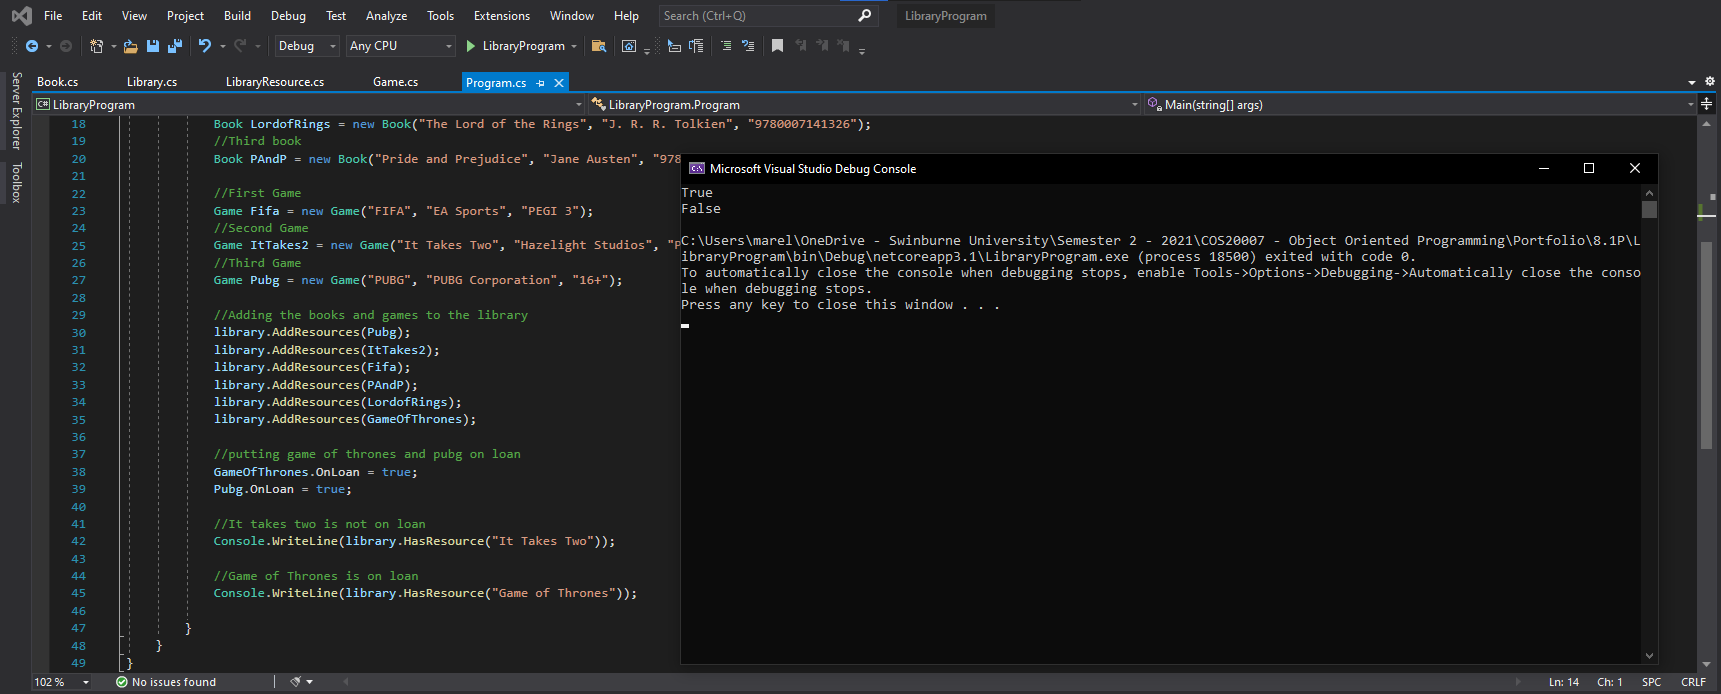 File Edit View Project Build Debug Test Analyze Tools Extensions Window Help Search (Ctrl+Q) LibraryProgram
Debug Any CPU LibraryProgram
Book.cs Library.cs LibraryResource.cs Game.cs Program.cs
C# LibraryProgram LibraryProgram.Program Main(string[] args)
Server Explorer
Toolbox
18 Book LordofRings = new Book("The Lord of the Rings", "J. R. R. Tolkien", "9780007141326");
19 //Third book
20 Book PAndP = new Book("Pride and Prejudice", "Jane Austen", "978
21
22 //First Game
23 Game Fifa = new Game("FIFA", "EA Sports", "PEGI 3");
24 //Second Game
25 Game ItTakes2 = new Game("It Takes Two", "Hazelight Studios", "P
26 //Third Game
27 Game Pubg = new Game("PUBG", "PUBG Corporation", "16+");
28
29 //Adding the books and games to the library
30 library.AddResources(Pubg);
31 library.AddResources(ItTakes2);
32 library.AddResources(Fifa);
33 library.AddResources(PAndP);
34 library.AddResources(LordofRings);
35 library.AddResources(GameOfThrones);
36
37 //putting game of thrones and pubg on loan
38 GameOfThrones.OnLoan = true;
39 Pubg.OnLoan = true;
40
41 //It takes two is not on loan
42 Console.WriteLine(library.HasResource("It Takes Two"));
43
44 //Game of Thrones is on loan
45 Console.WriteLine(library.HasResource("Game of Thrones"));
46
47 }
48 }
49 }
Microsoft Visual Studio Debug Console
True
False
C:\Users\marel\OneDrive - Swinburne University\Semester 2 - 2021\COS20007 - Object Oriented Programming\Portfolio\8.1P\L
ibraryProgram\bin\Debug\netcoreapp3.1\LibraryProgram.exe (process 18500) exited with code 0.
To automatically close the console when debugging stops, enable Tools->Options->Debugging->Automatically close the conso
le when debugging stops.
Press any key to close this window . . .
102 % No issues found Ln: 14 Ch: 1 SPC CRLF